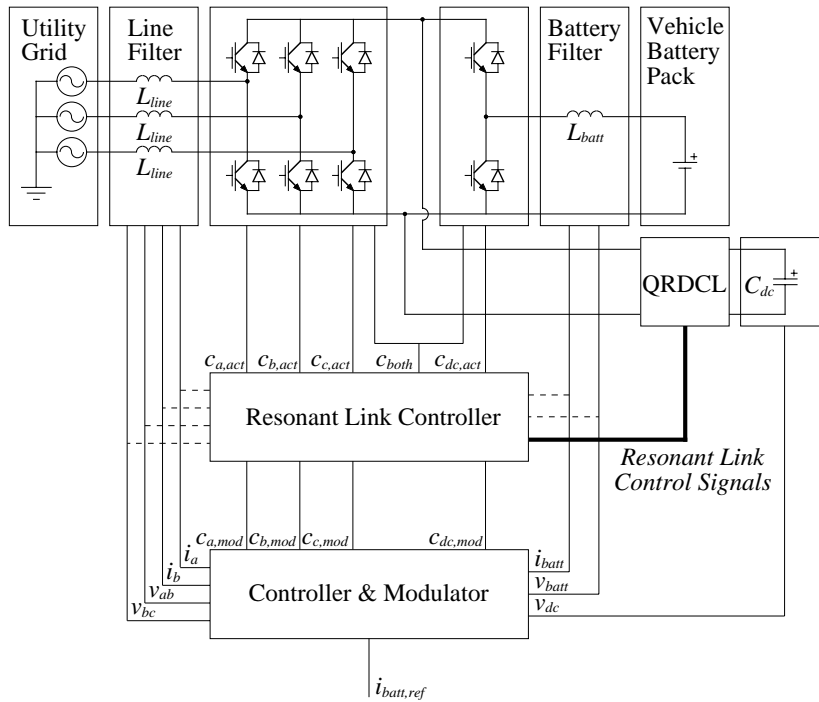 Utility
Grid
Line
Filter
Battery
Filter
Vehicle
Battery
Pack
L_line
L_line
L_line
L_batt
+
QRDCL
C_dc
+
c_a,act
c_b,act
c_c,act
c_both
c_dc,act
Resonant Link Controller
Resonant Link
Control Signals
c_a,mod
c_b,mod
c_c,mod
c_dc,mod
i_a
i_b
v_ab
v_bc
Controller & Modulator
i_batt
v_batt
v_dc
i_batt,ref